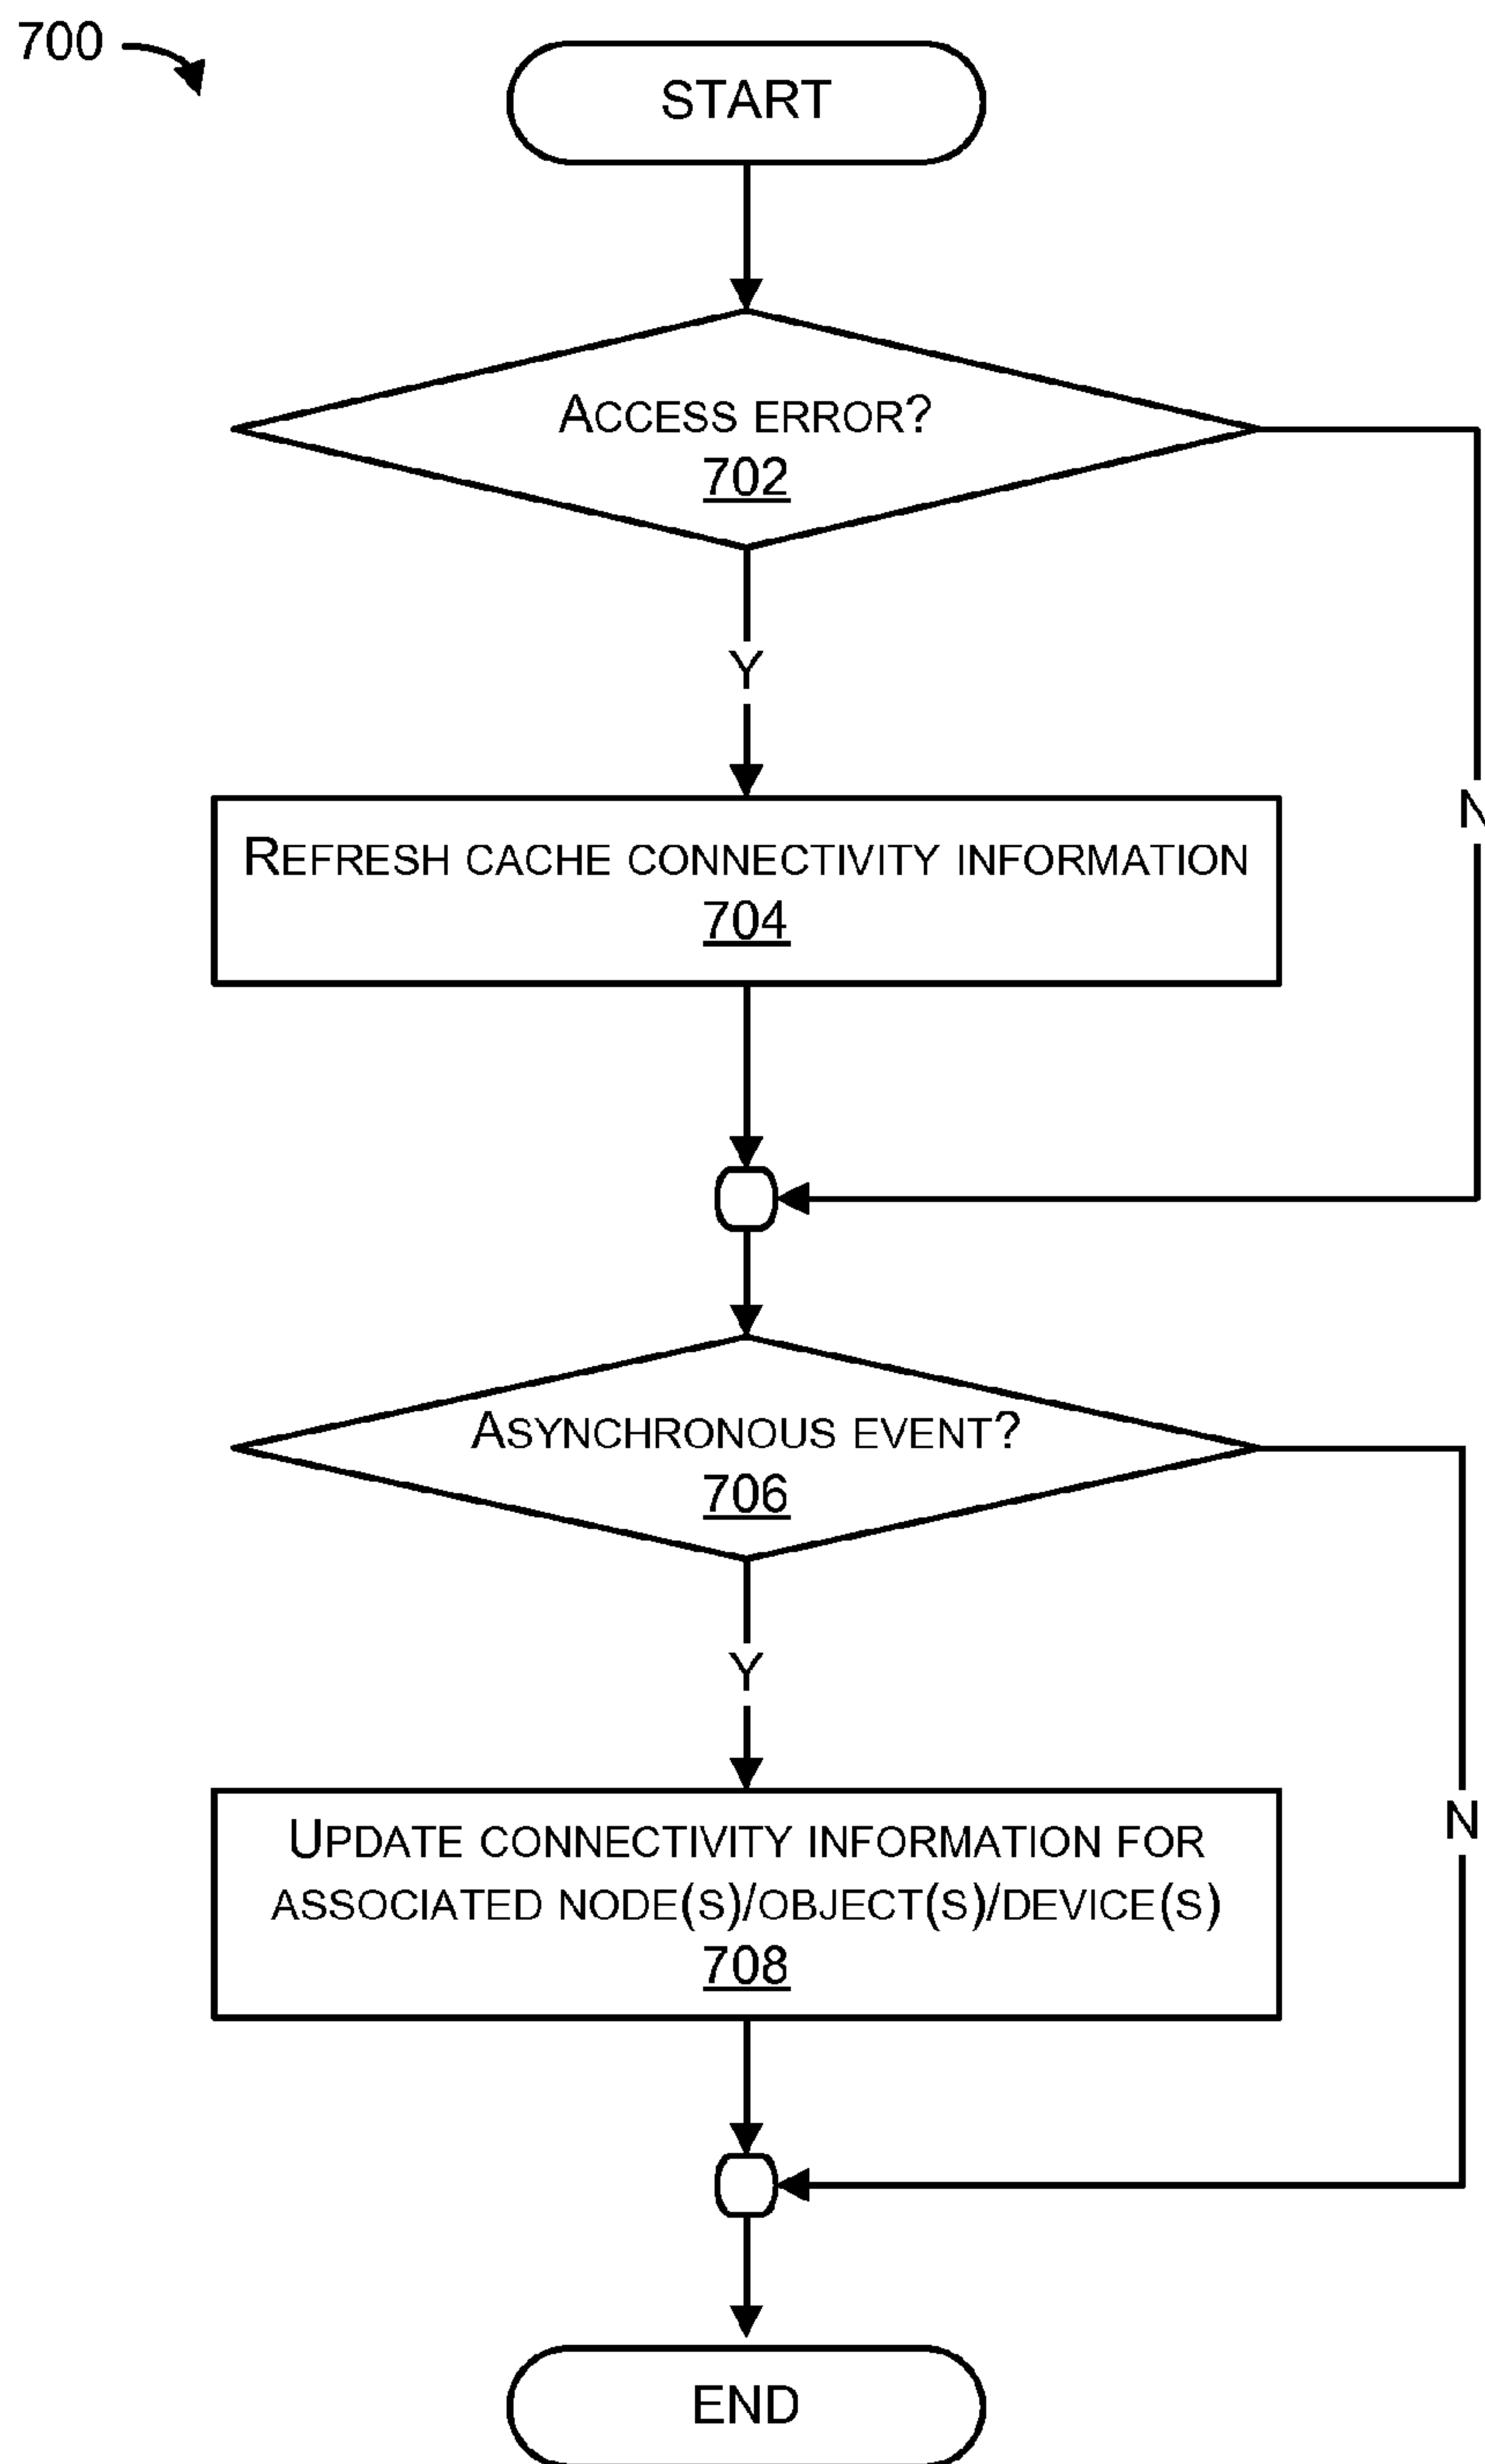 700
START
ACCESS ERROR?
702
Y
N
REFRESH CACHE CONNECTIVITY INFORMATION
704
ASYNCHRONOUS EVENT?
706
Y
N
UPDATE CONNECTIVITY INFORMATION FOR
ASSOCIATED NODE(S)/OBJECT(S)/DEVICE(S)
708
END